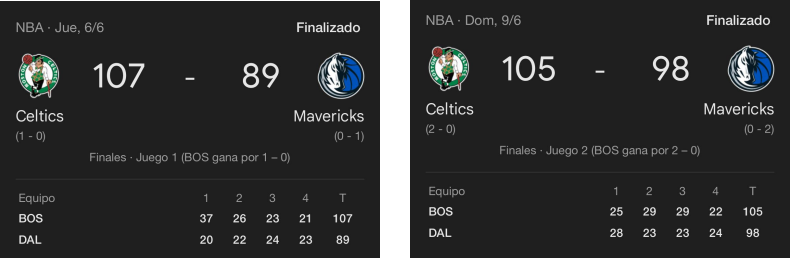 NBA · Jue, 6/6 Finalizado
107 - 89
Celtics Mavericks
(1 - 0) (0 - 1)
Finales · Juego 1 (BOS gana por 1 – 0)
Equipo 1 2 3 4 T
BOS 37 26 23 21 107
DAL 20 22 24 23 89
NBA · Dom, 9/6 Finalizado
105 - 98
Celtics Mavericks
(2 - 0) (0 - 2)
Finales · Juego 2 (BOS gana por 2 – 0)
Equipo 1 2 3 4 T
BOS 25 29 29 22 105
DAL 28 23 23 24 98